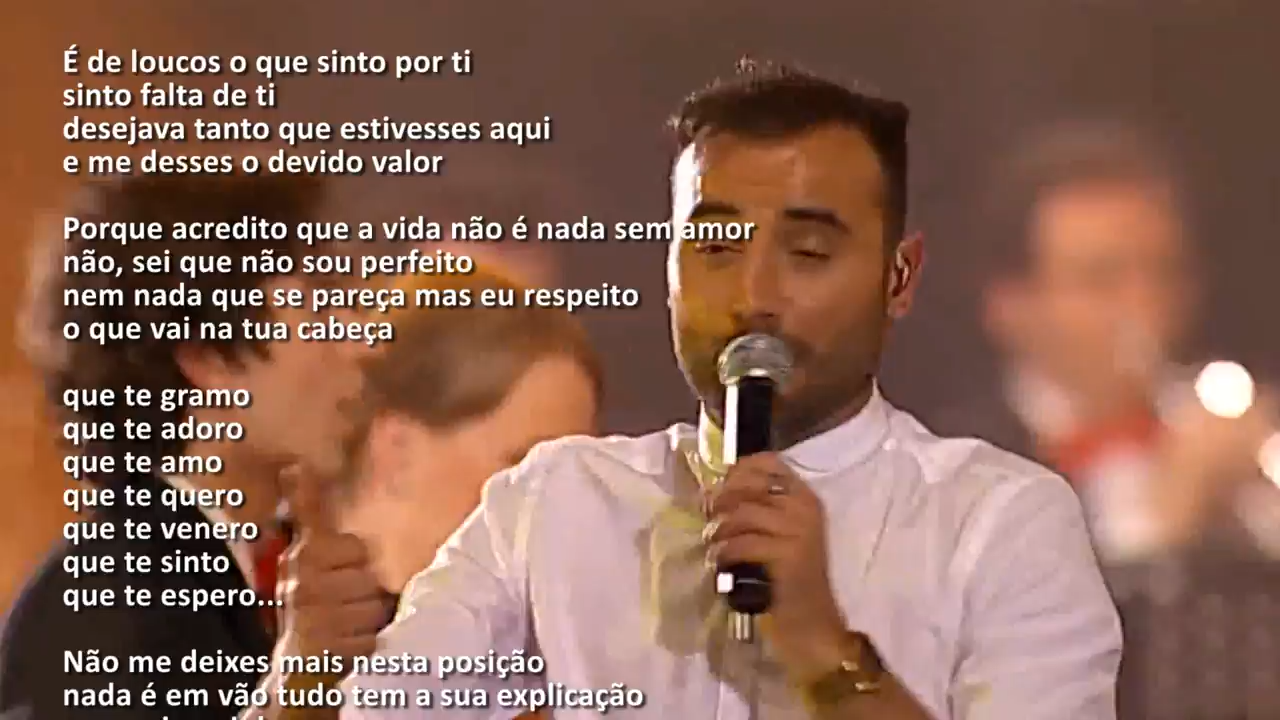 É de loucos o que sinto por ti
sinto falta de ti
desejava tanto que estivesses aqui
e me desses o devido valor
Porque acredito que a vida não é nada sem amor
não, sei que não sou perfeito
nem nada que se pareça mas eu respeito
o que vai na tua cabeça
que te gramo
que te adoro
que te amo
que te quero
que te venero
que te sinto
que te espero...
Não me deixes mais nesta posição
nada é em vão tudo tem a sua explicação